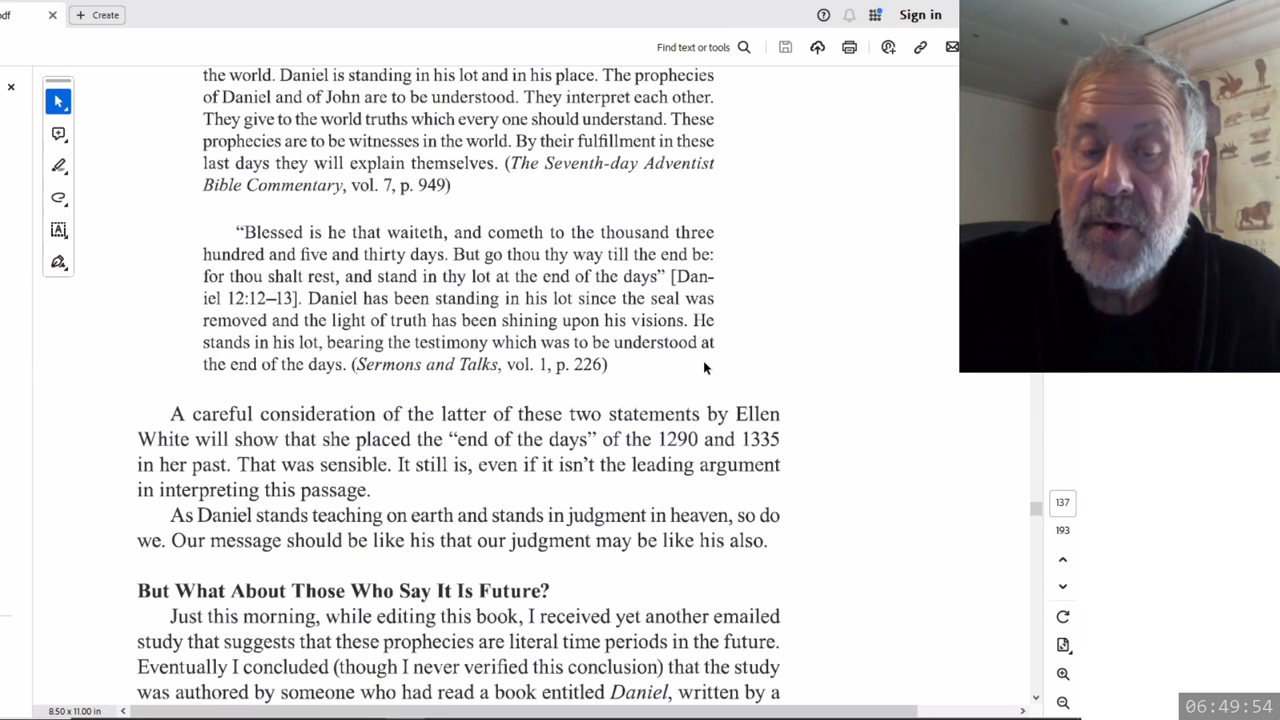 odf
Create
Sign in
Find text or tools
the world. Daniel is standing in his lot and in his place. The prophecies
of Daniel and of John are to be understood. They interpret each other.
They give to the world truths which every one should understand. These
prophecies are to be witnesses in the world. By their fulfillment in these
last days they will explain themselves. (The Seventh-day Adventist
Bible Commentary, vol. 7, p. 949)
“Blessed is he that waiteth, and cometh to the thousand three
hundred and five and thirty days. But go thou thy way till the end be:
for thou shalt rest, and stand in thy lot at the end of the days” [Dan-
iel 12:12–13]. Daniel has been standing in his lot since the seal was
removed and the light of truth has been shining upon his visions. He
stands in his lot, bearing the testimony which was to be understood at
the end of the days. (Sermons and Talks, vol. 1, p. 226)
A careful consideration of the latter of these two statements by Ellen
White will show that she placed the “end of the days” of the 1290 and 1335
in her past. That was sensible. It still is, even if it isn’t the leading argument
in interpreting this passage.
As Daniel stands teaching on earth and stands in judgment in heaven, so do
we. Our message should be like his that our judgment may be like his also.
But What About Those Who Say It Is Future?
Just this morning, while editing this book, I received yet another emailed
study that suggests that these prophecies are literal time periods in the future.
Eventually I concluded (though I never verified this conclusion) that the study
was authored by someone who had read a book entitled Daniel, written by a
137
193
8.50 x 11.00 in
06:49:54